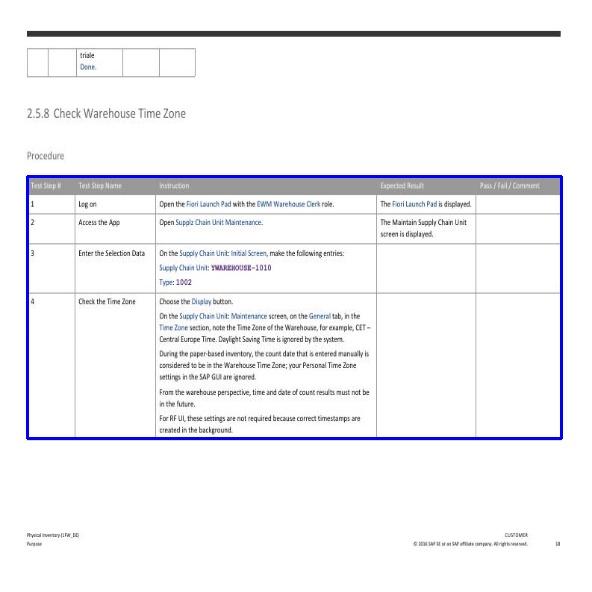 triale
Done.
2.5.8 Check Warehouse Time Zone
Procedure
Test Step # Test Step Name Instruction Expected Result Pass / Fail / Comment
1 Log on Open the Fiori Launch Pad with the EWM Warehouse Clerk role. The Fiori Launch Pad is displayed.
2 Access the App Open Supplz Chain Unit Maintenance. The Maintain Supply Chain Unit
screen is displayed.
3 Enter the Selection Data On the Supply Chain Unit: Initial Screen, make the following entries:
Supply Chain Unit: YWAREHOUSE-1010
Type: 1002
4 Check the Time Zone Choose the Display button.
On the Supply Chain Unit: Maintenance screen, on the General tab, in the
Time Zone section, note the Time Zone of the Warehouse, for example, CET –
Central Europe Time. Daylight Saving Time is ignored by the system.
During the paper-based inventory, the count date that is entered manually is
considered to be in the Warehouse Time Zone; your Personal Time Zone
settings in the SAP GUI are ignored.
From the warehouse perspective, time and date of count results must not be
in the future.
For RF UI, these settings are not required because correct timestamps are
created in the background.
Physical Inventory (1FW_DE) CUSTOMER
Purpose © 2016 SAP SE or an SAP affiliate company. All rights reserved.